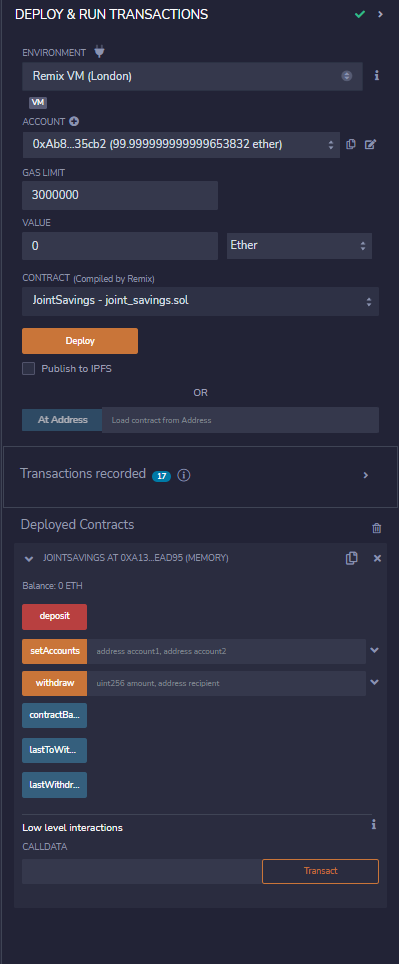 DEPLOY & RUN TRANSACTIONS
ENVIRONMENT
Remix VM (London)
VM
ACCOUNT
0xAb8...35cb2 (99.999999999999653832 ether)
GAS LIMIT
3000000
VALUE
0
Ether
CONTRACT (Compiled by Remix)
JointSavings - joint_savings.sol
Deploy
Publish to IPFS
OR
At Address
Load contract from Address
Transactions recorded 17
Deployed Contracts
JOINTSAVINGS AT 0XA13...EAD95 (MEMORY)
Balance: 0 ETH
deposit
setAccounts
address account1, address account2
withdraw
uint256 amount, address recipient
contractBa...
lastToWit...
lastWithdr...
Low level interactions
CALLDATA
Transact